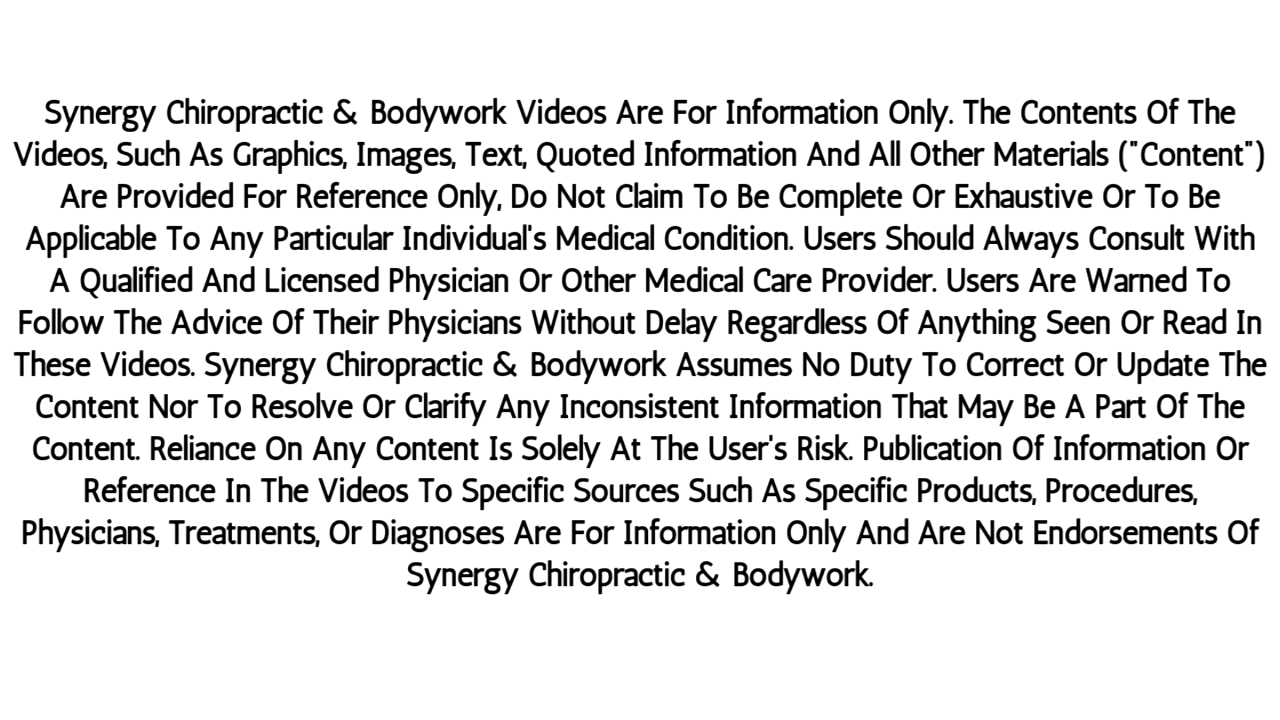 Synergy Chiropractic & Bodywork Videos Are For Information Only. The Contents Of The
Videos, Such As Graphics, Images, Text, Quoted Information And All Other Materials ("Content")
Are Provided For Reference Only, Do Not Claim To Be Complete Or Exhaustive Or To Be
Applicable To Any Particular Individual's Medical Condition. Users Should Always Consult With
A Qualified And Licensed Physician Or Other Medical Care Provider. Users Are Warned To
Follow The Advice Of Their Physicians Without Delay Regardless Of Anything Seen Or Read In
These Videos. Synergy Chiropractic & Bodywork Assumes No Duty To Correct Or Update The
Content Nor To Resolve Or Clarify Any Inconsistent Information That May Be A Part Of The
Content. Reliance On Any Content Is Solely At The User's Risk. Publication Of Information Or
Reference In The Videos To Specific Sources Such As Specific Products, Procedures,
Physicians, Treatments, Or Diagnoses Are For Information Only And Are Not Endorsements Of
Synergy Chiropractic & Bodywork.